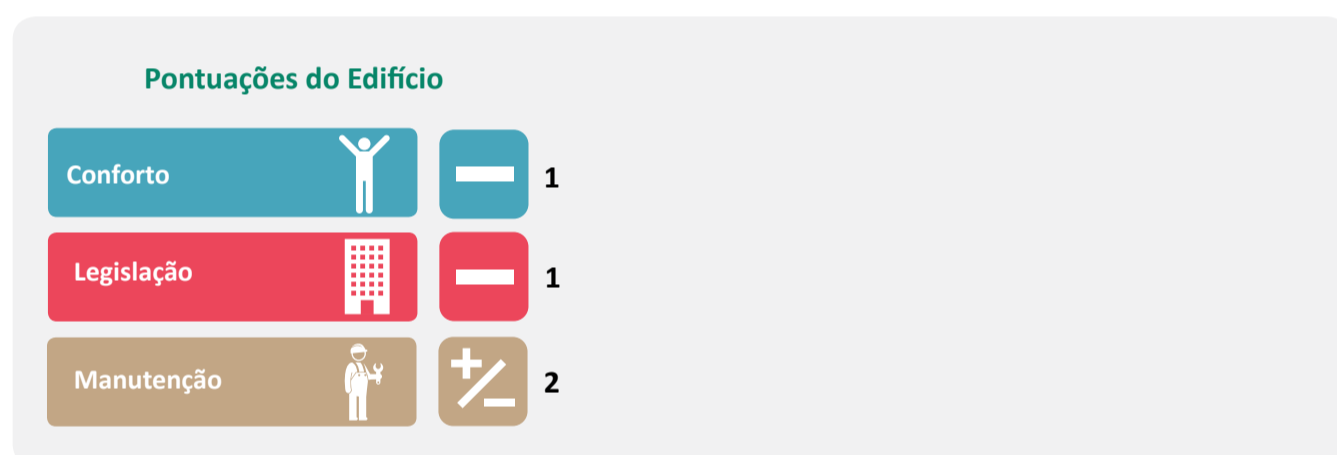 Pontuações do Edifício
Conforto 1
Legislação 1
Manutenção 2